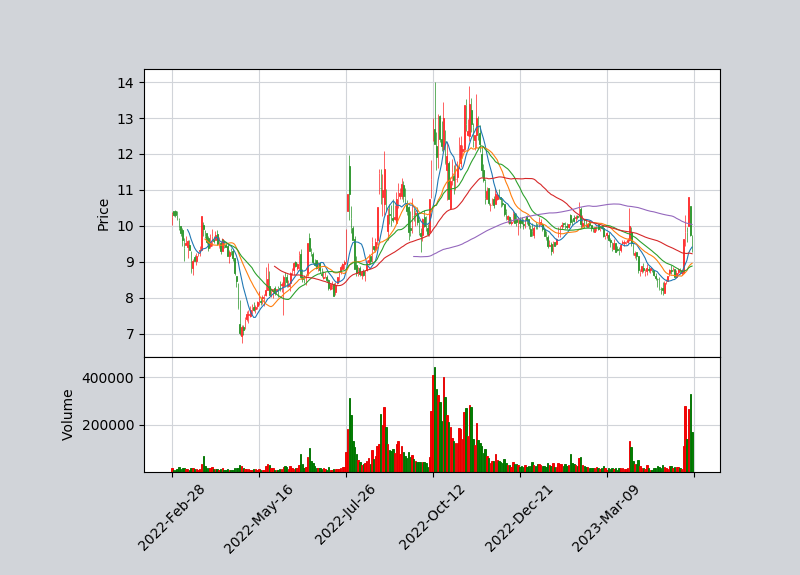 14
13
12
11
10
9
8
7
Price
400000
200000
Volume
2022-Feb-28
2022-May-16
2022-Jul-26
2022-Oct-12
2022-Dec-21
2023-Mar-09